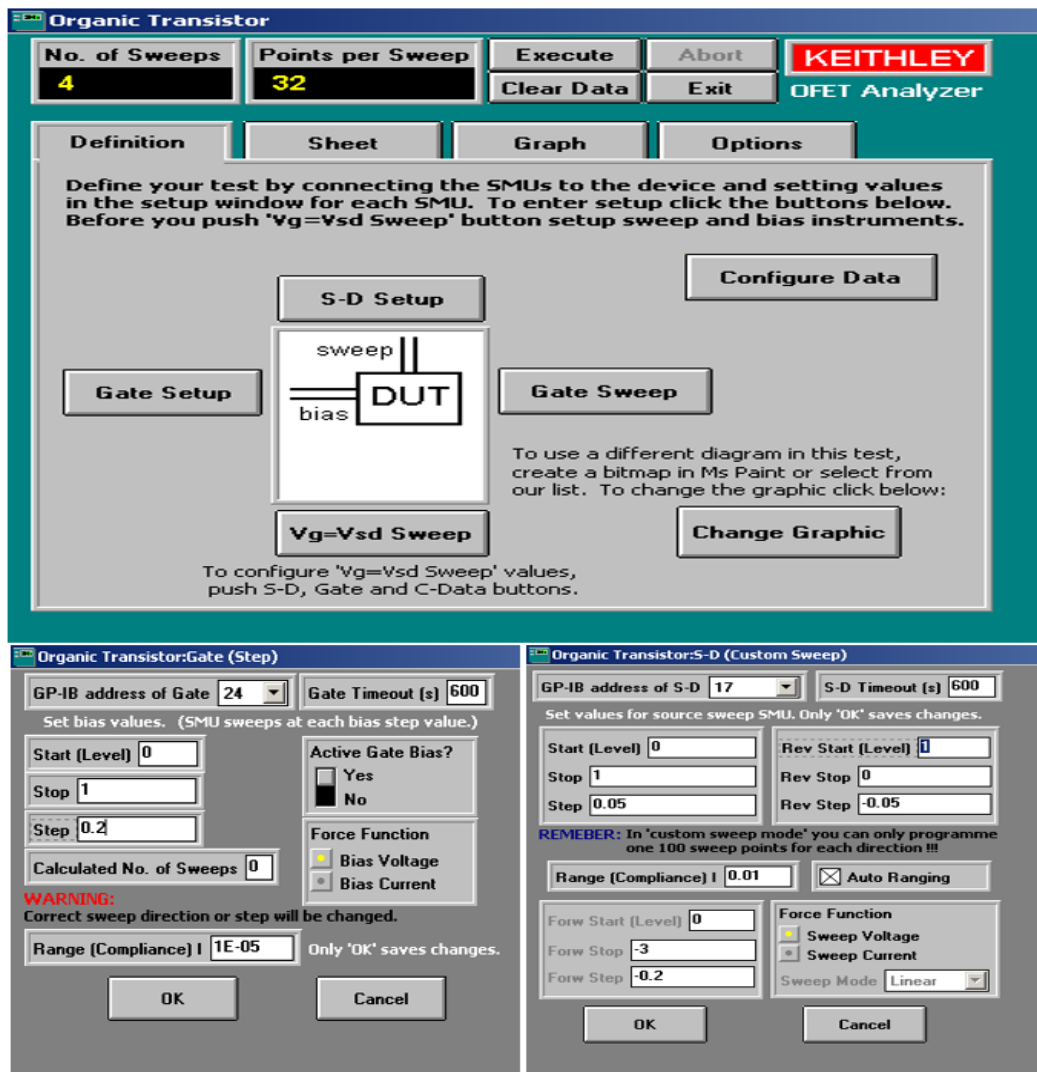 Organic Transistor
No. of Sweeps
4
Points per Sweep
32
Execute
Abort
Clear Data
Exit
KEITHLEY
OFET Analyzer
Definition
Sheet
Graph
Options
Define your test by connecting the SMUs to the device and setting values
in the setup window for each SMU. To enter setup click the buttons below.
Before you push 'Vg=Vsd Sweep' button setup sweep and bias instruments.
Configure Data
S-D Setup
sweep
Gate Setup
DUT
bias
Gate Sweep
To use a different diagram in this test,
create a bitmap in Ms Paint or select from
our list. To change the graphic click below:
Vg=Vsd Sweep
Change Graphic
To configure 'Vg=Vsd Sweep' values,
push S-D, Gate and C-Data buttons.
Organic Transistor:Gate (Step)
GP-IB address of Gate 24
Gate Timeout (s) 600
Set bias values. (SMU sweeps at each bias step value.)
Start (Level) 0
Stop 1
Step 0.2
Calculated No. of Sweeps 0
Active Gate Bias?
Yes
No
Force Function
Bias Voltage
Bias Current
WARNING:
Correct sweep direction or step will be changed.
Range (Compliance) I 1E-05
Only 'OK' saves changes.
OK
Cancel
Organic Transistor:S-D (Custom Sweep)
GP-IB address of S-D 17
S-D Timeout (s) 600
Set values for source sweep SMU. Only 'OK' saves changes.
Start (Level) 0
Stop 1
Step 0.05
Rev Start (Level) 1
Rev Stop 0
Rev Step -0.05
REMEBER: In 'custom sweep mode' you can only programme
one 100 sweep points for each direction !!!
Range (Compliance) I 0.01
Auto Ranging
Forw Start (Level) 0
Forw Stop -3
Forw Step -0.2
Force Function
Sweep Voltage
Sweep Current
Sweep Mode Linear
OK
Cancel